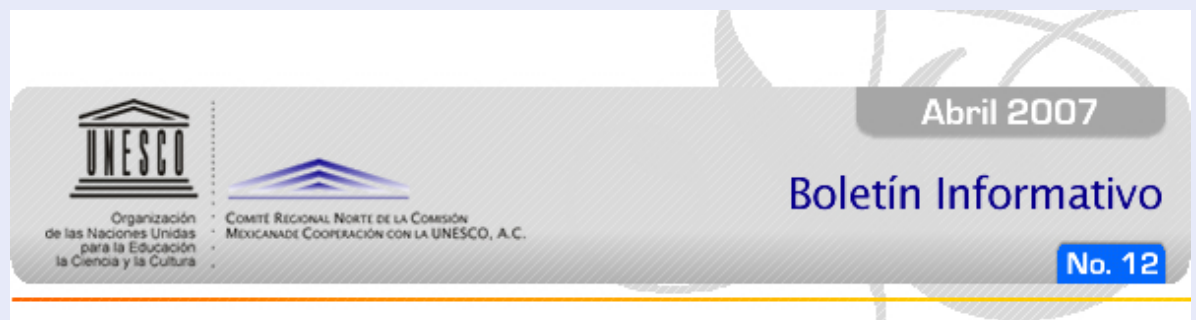 Abril 2007
UNESCO
Boletín Informativo
Organización
de las Naciones Unidas
para la Educación
la Ciencia y la Cultura
COMITÉ REGIONAL NORTE DE LA COMISIÓN
MEXICANADE COOPERACIÓN CON LA UNESCO, A.C.
No. 12